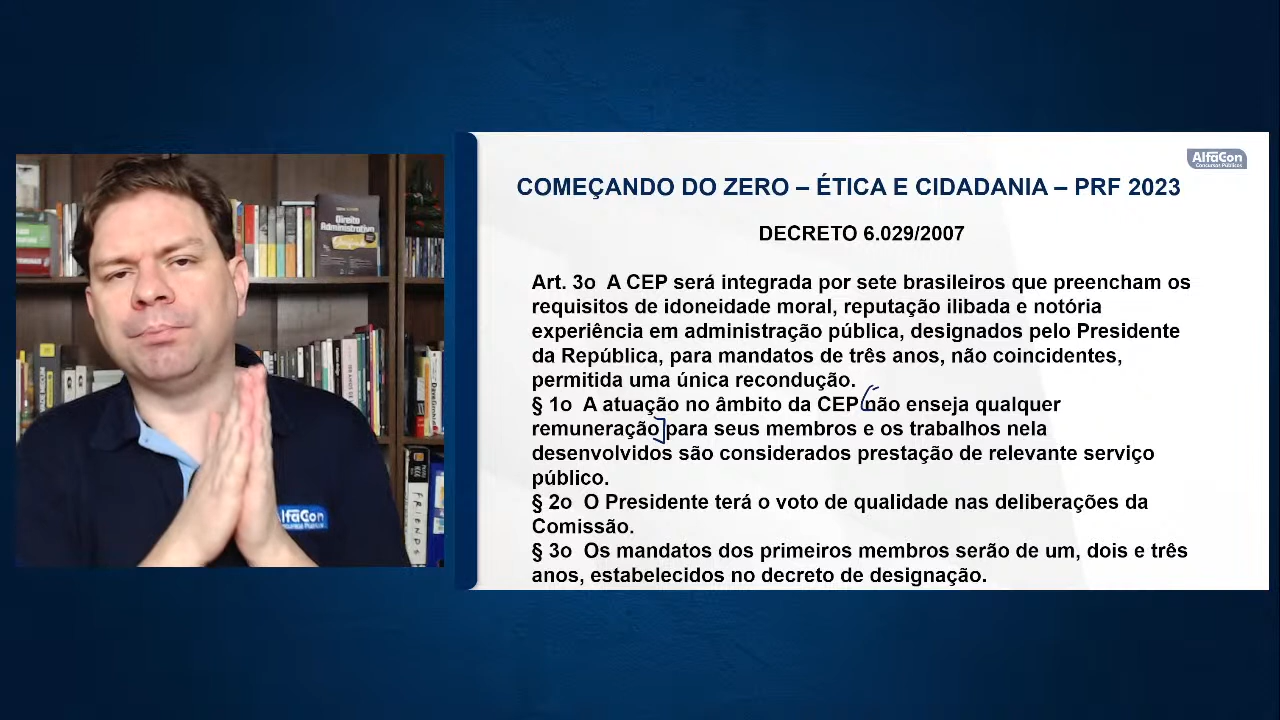 AlfaCon
Concursos Públicos
COMEÇANDO DO ZERO – ÉTICA E CIDADANIA – PRF 2023
DECRETO 6.029/2007
Art. 3o A CEP será integrada por sete brasileiros que preencham os
requisitos de idoneidade moral, reputação ilibada e notória
experiência em administração pública, designados pelo Presidente
da República, para mandatos de três anos, não coincidentes,
permitida uma única recondução.
§ 1o A atuação no âmbito da CEP não enseja qualquer
remuneração para seus membros e os trabalhos nela
desenvolvidos são considerados prestação de relevante serviço
público.
§ 2o O Presidente terá o voto de qualidade nas deliberações da
Comissão.
§ 3o Os mandatos dos primeiros membros serão de um, dois e três
anos, estabelecidos no decreto de designação.
Direito
Administrativo
FRIENDS
AlfaCon